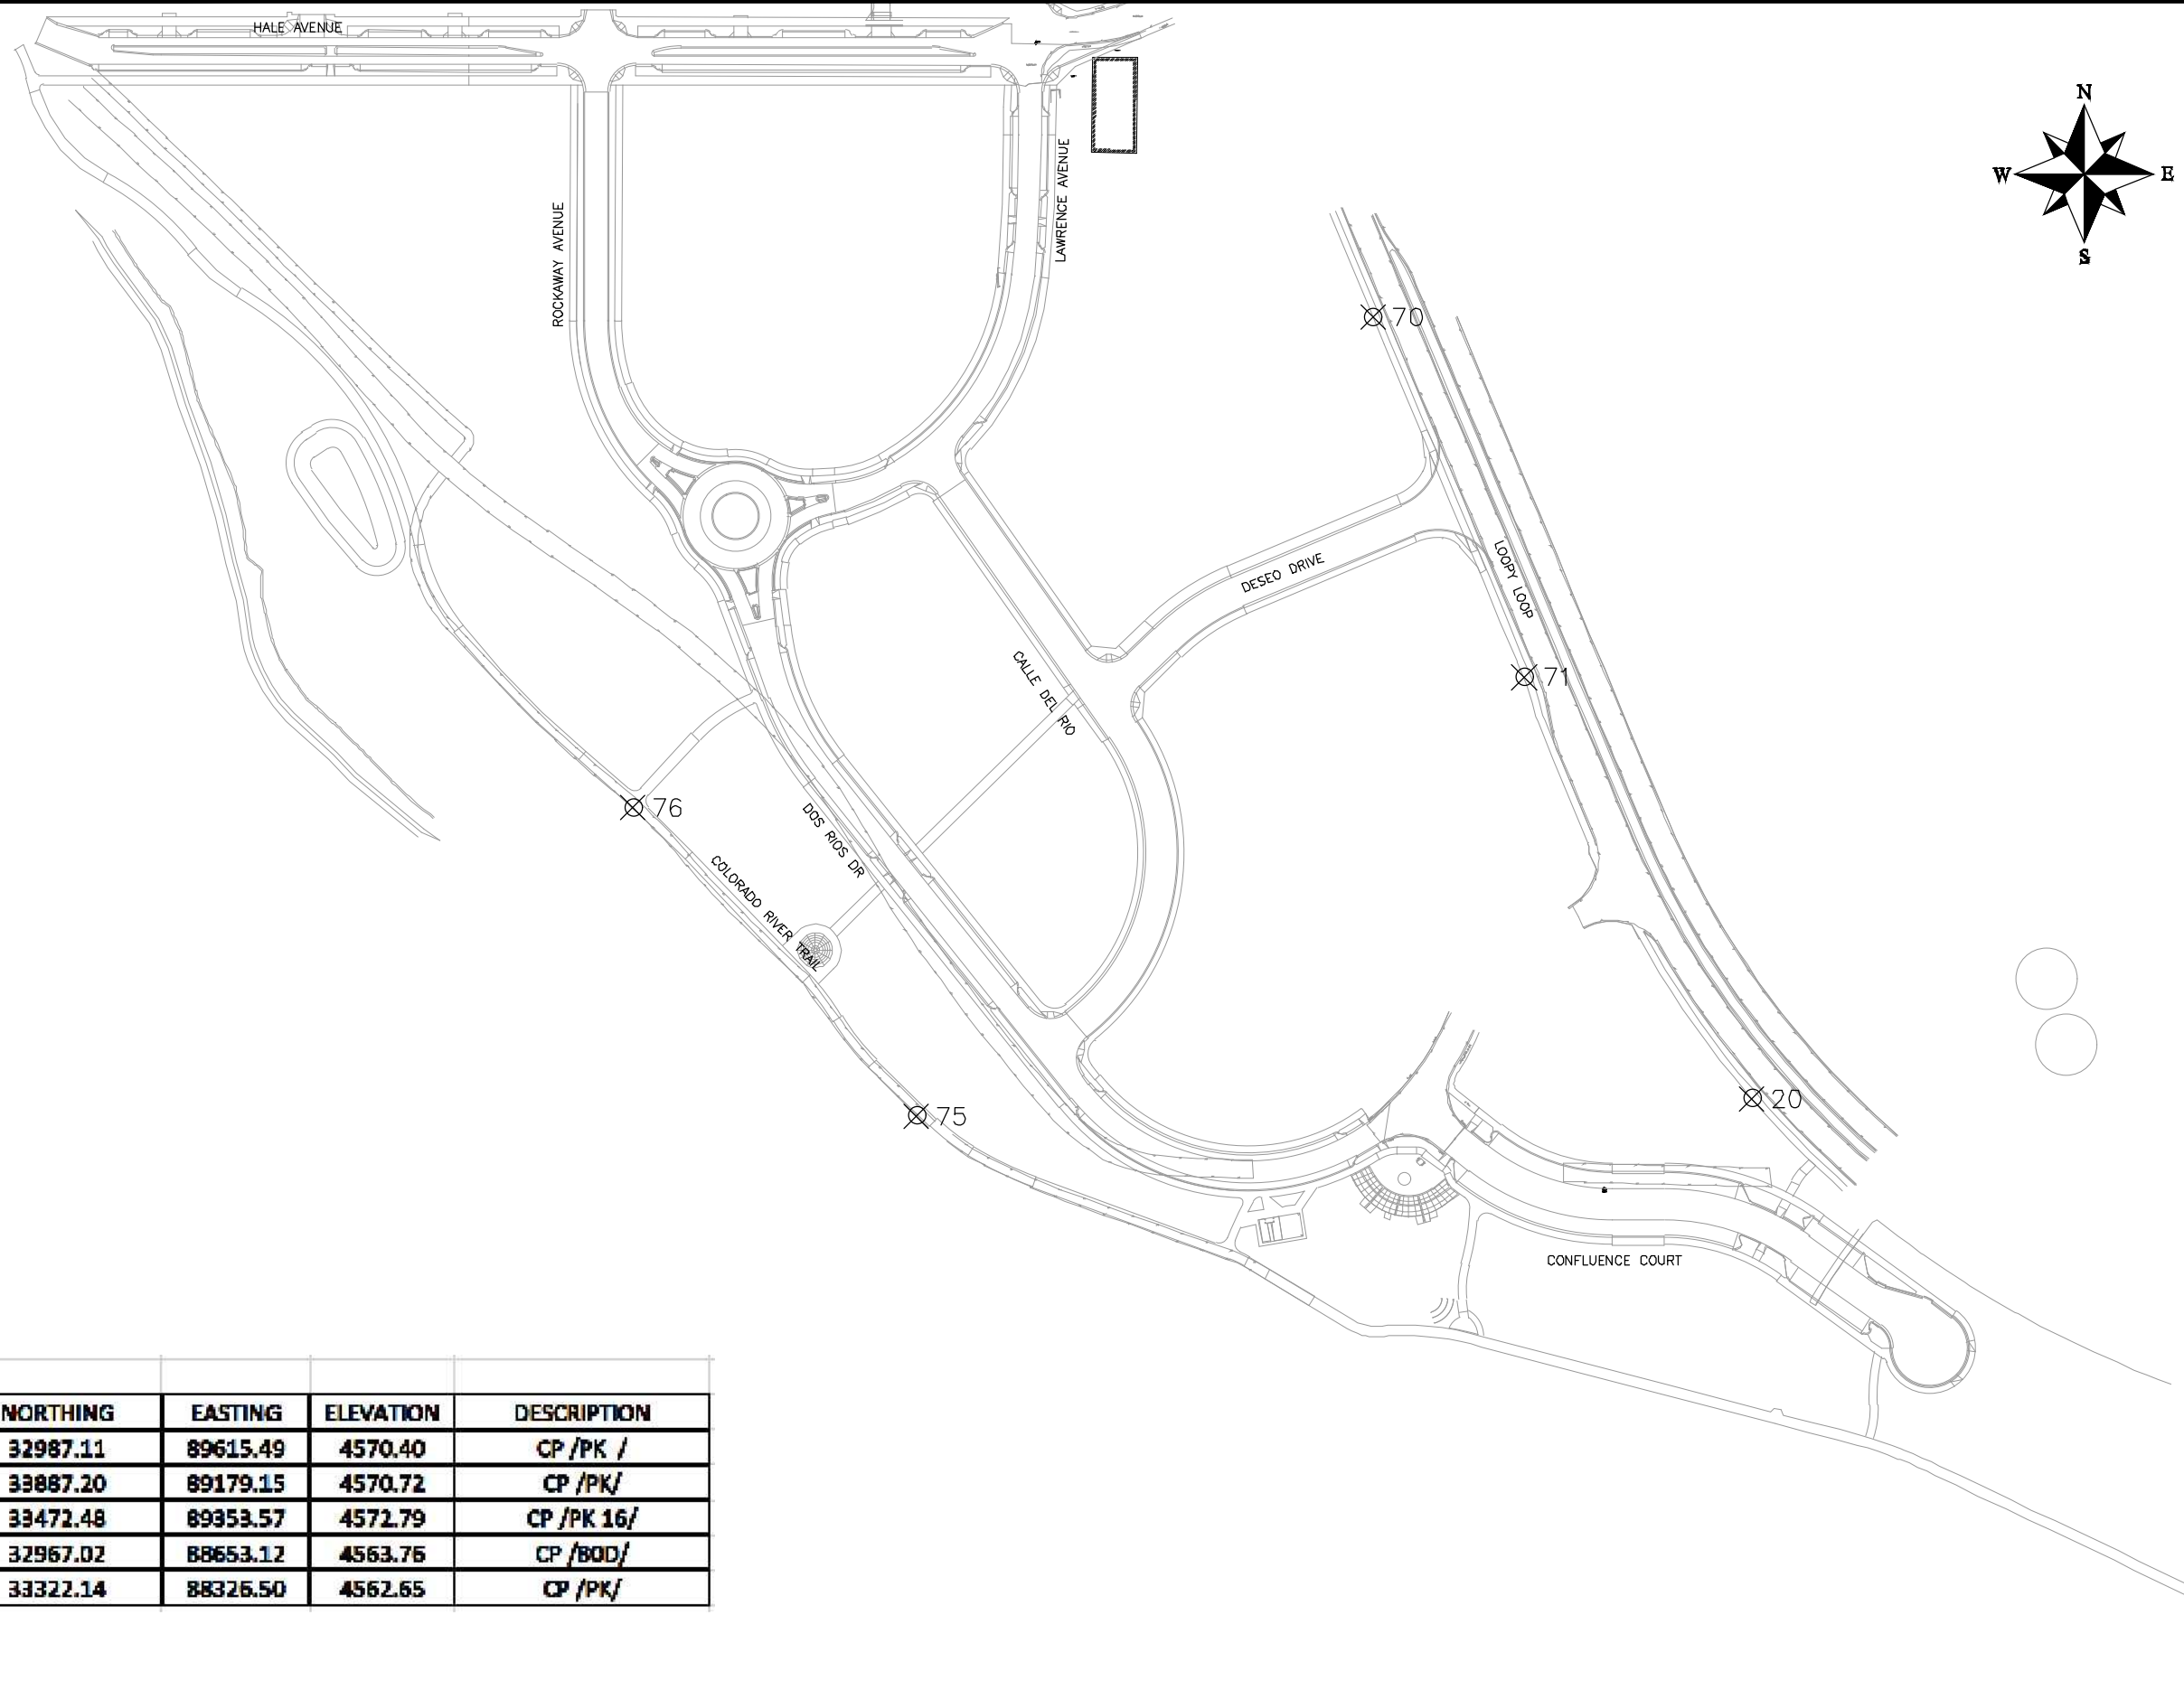 HALE AVENUE
N
W E
S
ROCKAWAY AVENUE
LAWRENCE AVENUE
70
DESEO DRIVE
LOOPY LOOP
71
CALLE DEL RIO
76
DOS RIOS DR
COLORADO RIVER TRAIL
75
20
CONFLUENCE COURT
NORTHING EASTING ELEVATION DESCRIPTION
32987.11 89615.49 4570.40 CP /PK /
33887.20 89179.15 4570.72 CP /PK/
33472.48 89353.57 4572.79 CP /PK 16/
32967.02 88653.12 4563.76 CP /BOD/
33322.14 88326.50 4562.65 CP /PK/